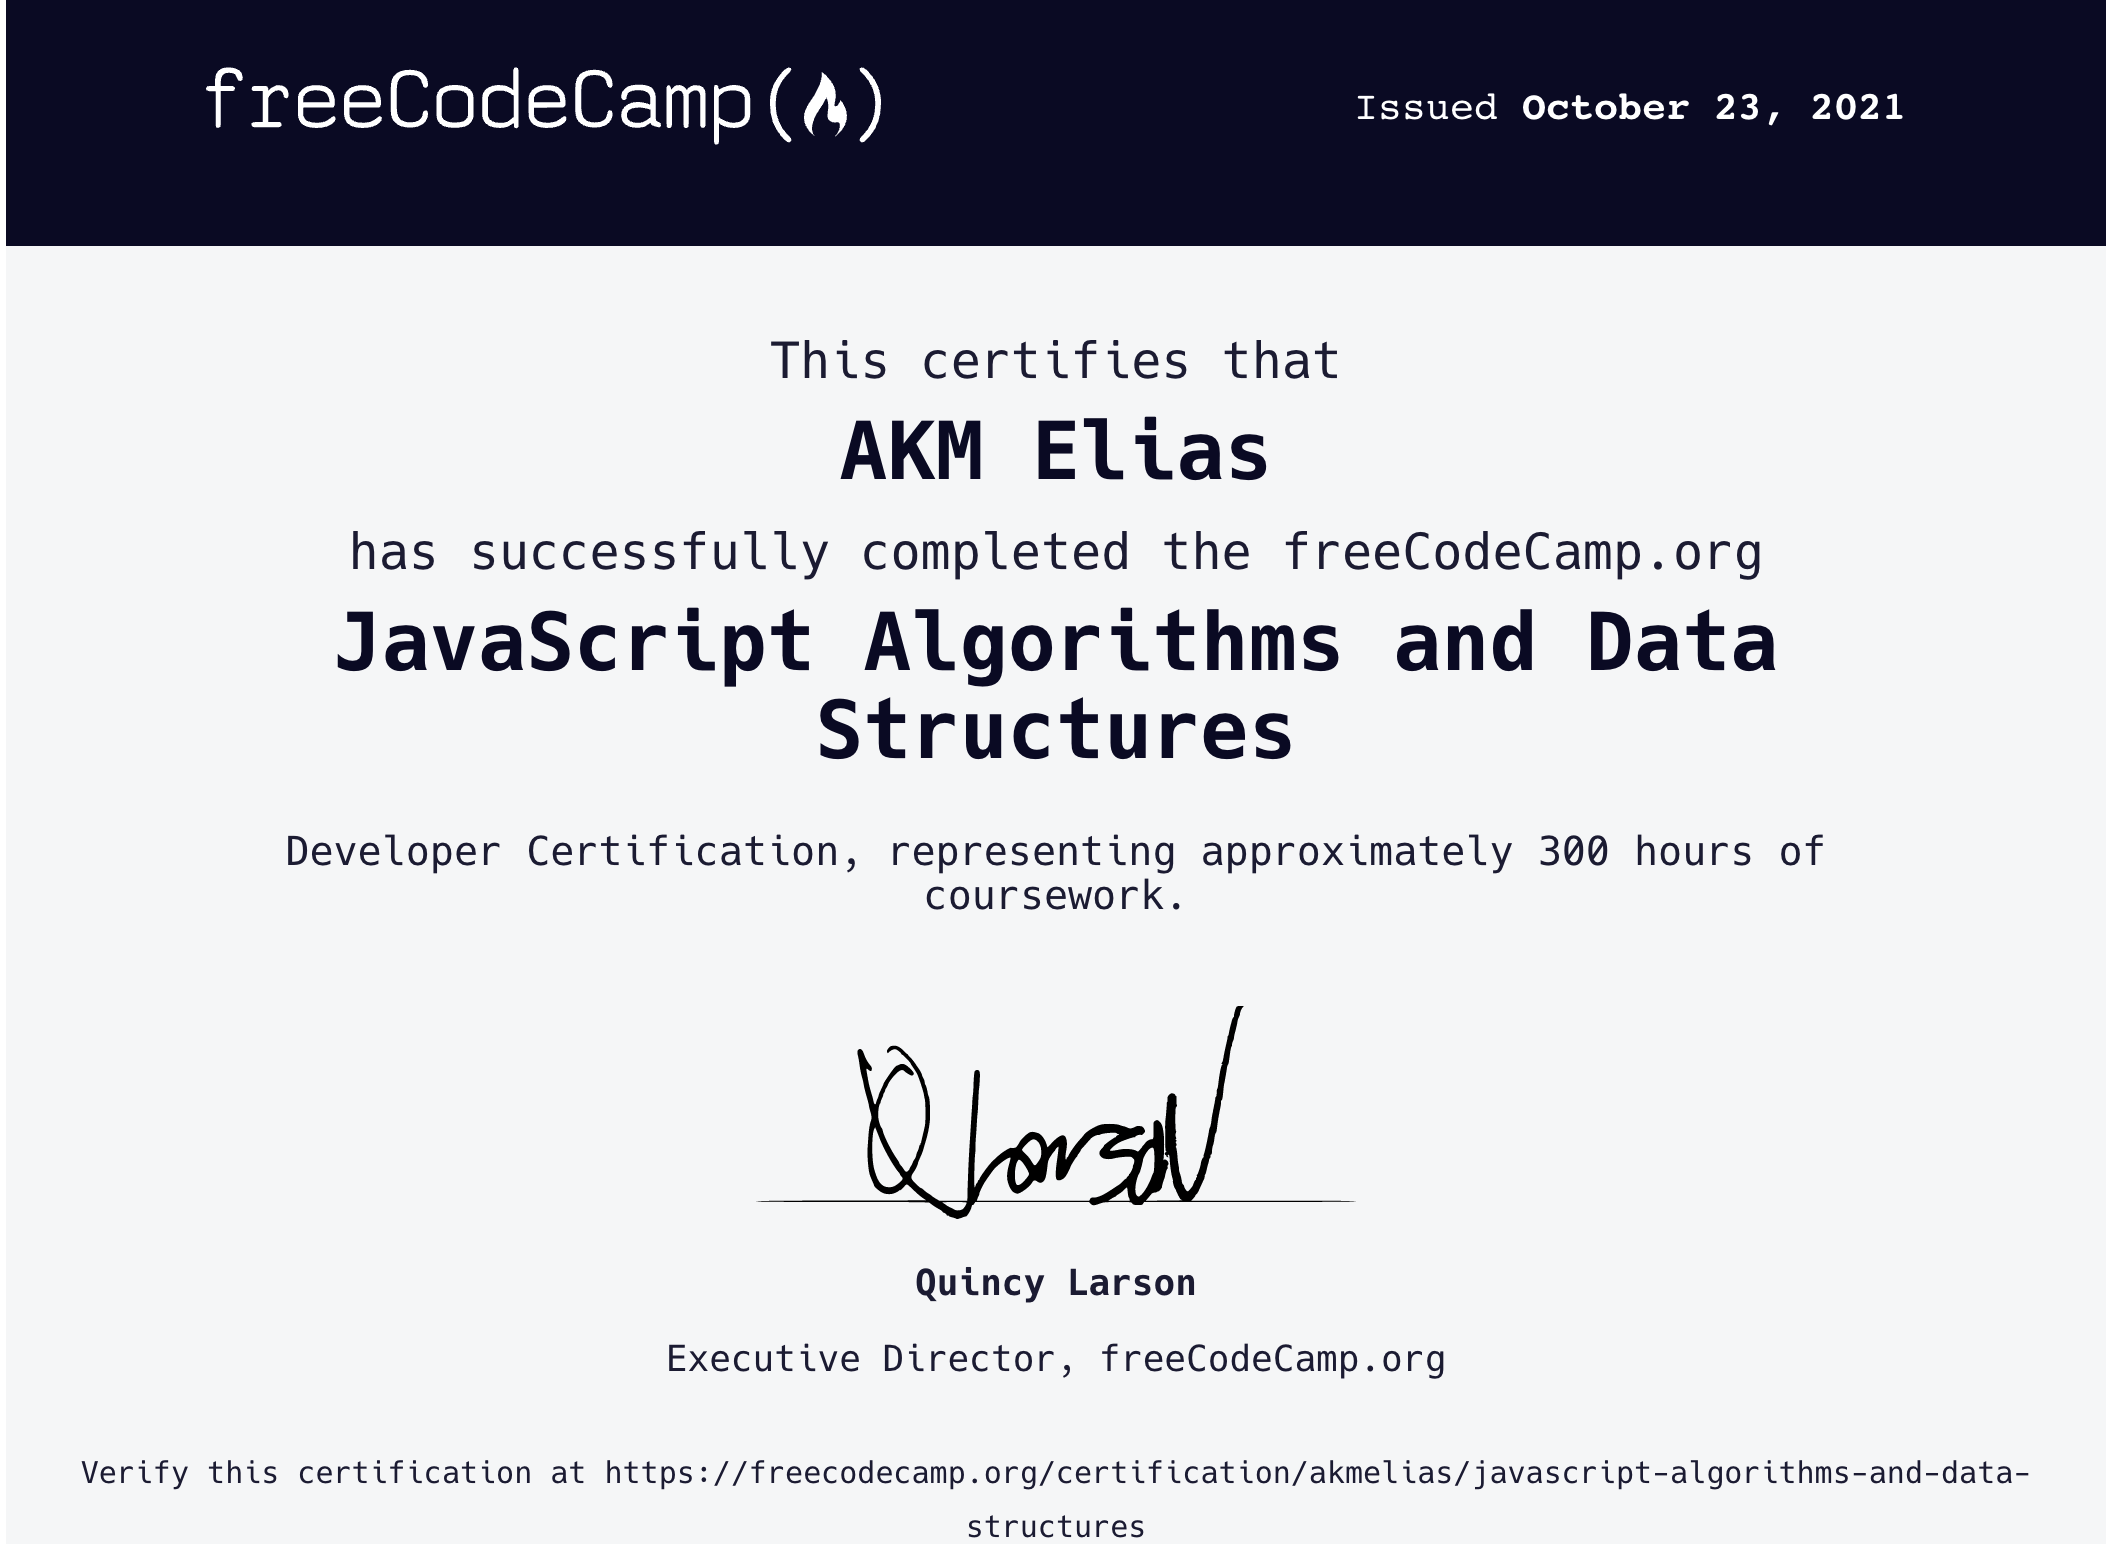 freeCodeCamp(🔥)
Issued October 23, 2021
This certifies that
AKM Elias
has successfully completed the freeCodeCamp.org
JavaScript Algorithms and Data
Structures
Developer Certification, representing approximately 300 hours of
coursework.
Q Larson
Quincy Larson
Executive Director, freeCodeCamp.org
Verify this certification at https://freecodecamp.org/certification/akmelias/javascript-algorithms-and-data-
structures